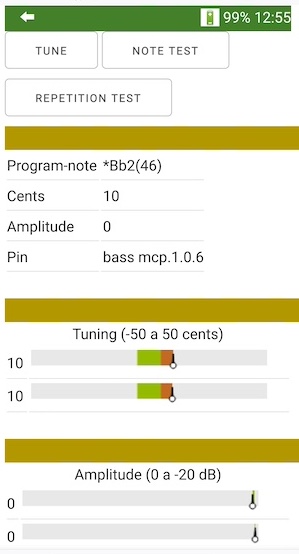 99% 12:55
TUNE NOTE TEST
REPETITION TEST
Program-note *Bb2(46)
Cents 10
Amplitude 0
Pin bass mcp.1.0.6
Tuning (-50 a 50 cents)
10
10
Amplitude (0 a -20 dB)
0
0